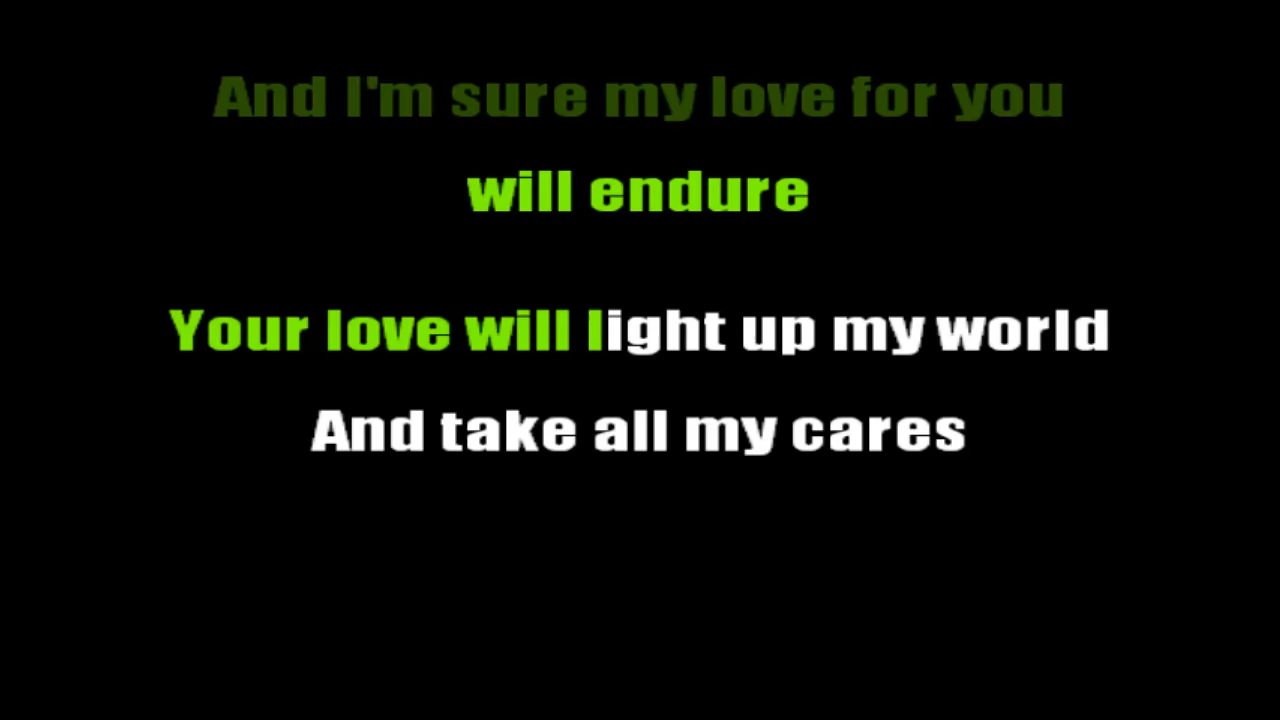 And I'm sure my love for you
will endure
Your love will light up my world
And take all my cares